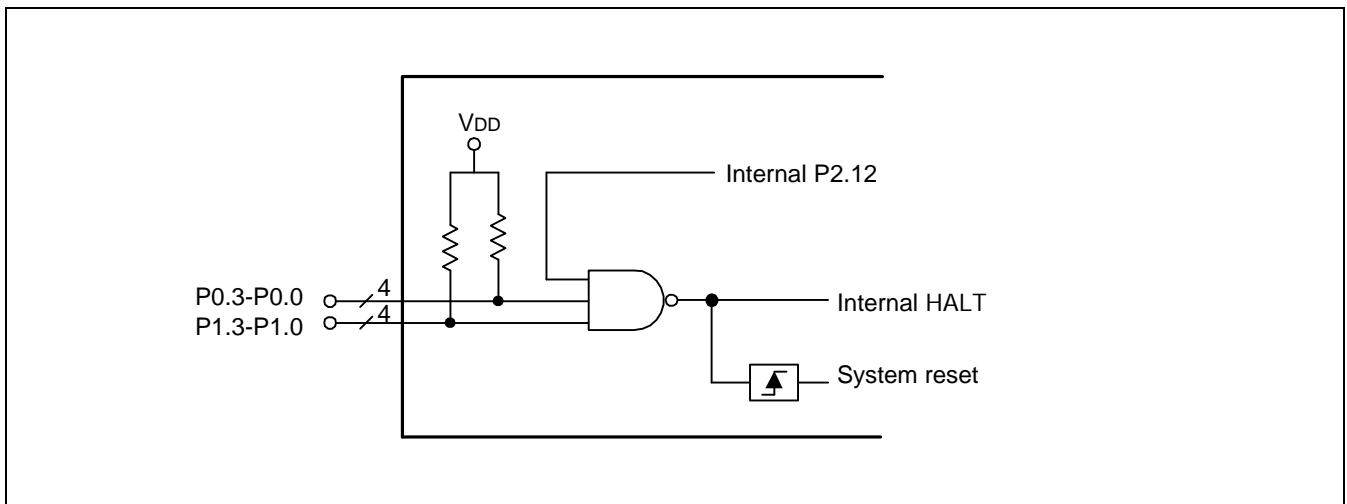 VDD
Internal P2.12
4
P0.3-P0.0
4
P1.3-P1.0
Internal HALT
System reset